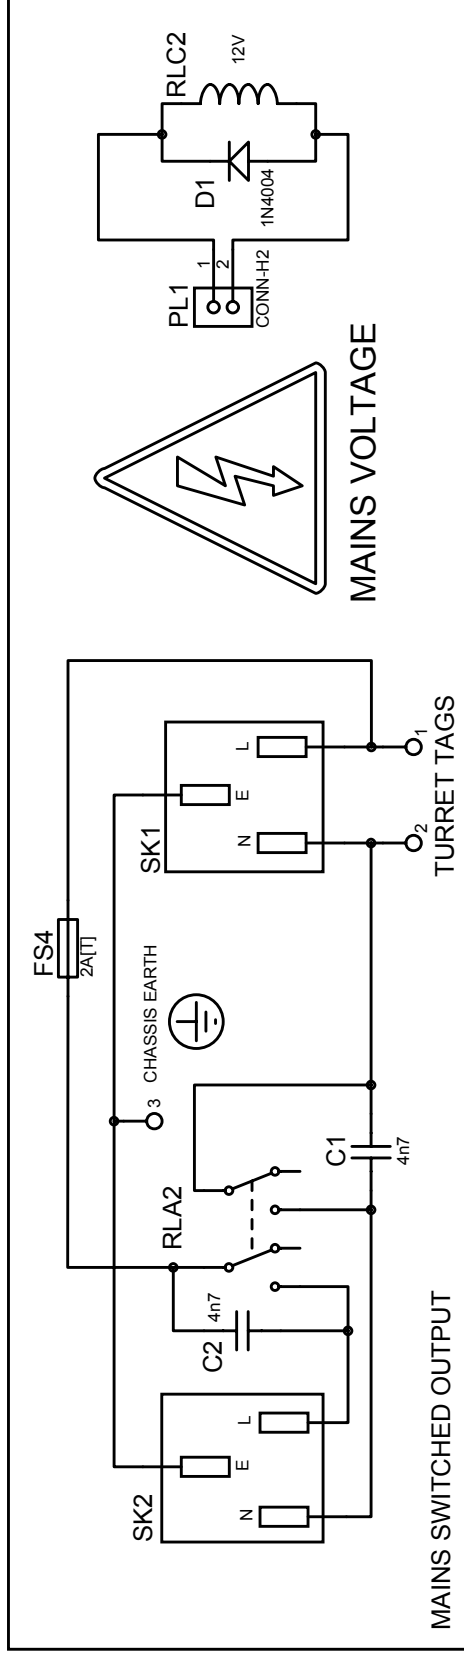 FS4
2A[T]
SK2
N
E
L
C2
4n7
RLA2
3
CHASSIS EARTH
SK1
N
E
L
C1
4n7
2
1
TURRET TAGS
MAINS SWITCHED OUTPUT
MAINS VOLTAGE
PL1
1
2
CONN-H2
D1
1N4004
RLC2
12V